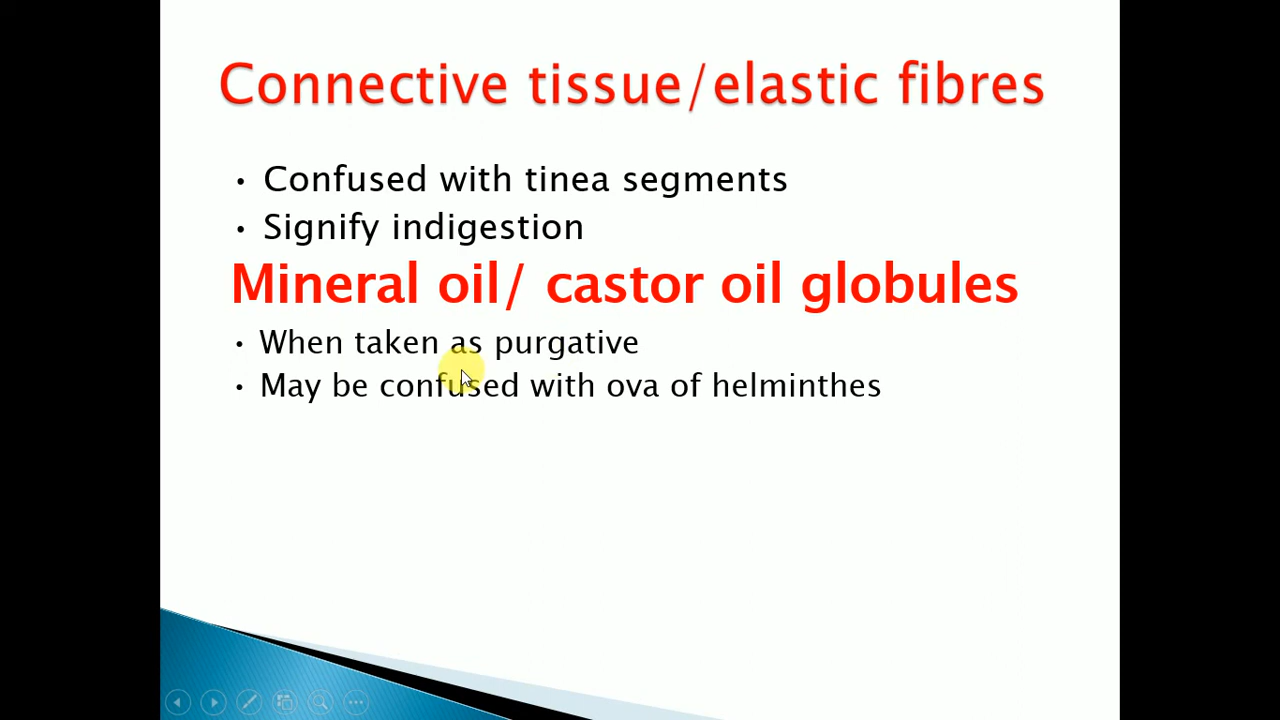 Connective tissue/elastic fibres
• Confused with tinea segments
• Signify indigestion
Mineral oil/ castor oil globules
• When taken as purgative
• May be confused with ova of helminthes